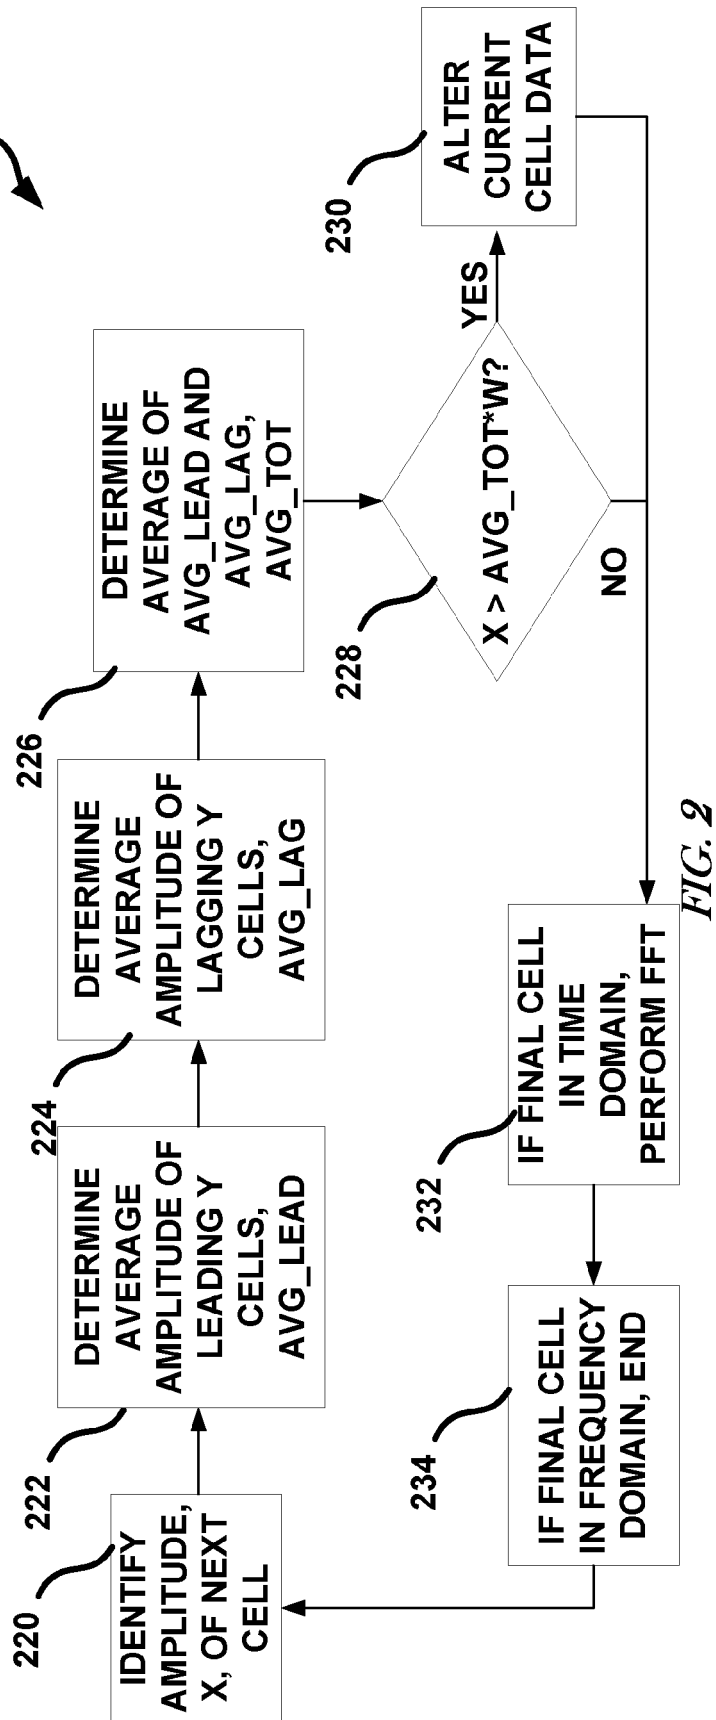 220
IDENTIFY
AMPLITUDE,
X, OF NEXT
CELL
222
DETERMINE
AVERAGE
AMPLITUDE OF
LEADING Y
CELLS,
AVG_LEAD
224
DETERMINE
AVERAGE
AMPLITUDE OF
LAGGING Y
CELLS,
AVG_LAG
226
DETERMINE
AVERAGE OF
AVG_LEAD AND
AVG_LAG,
AVG_TOT
228
X > AVG_TOT*W?
YES
NO
230
ALTER
CURRENT
CELL DATA
232
IF FINAL CELL
IN TIME
DOMAIN,
PERFORM FFT
234
IF FINAL CELL
IN FREQUENCY
DOMAIN, END
FIG. 2